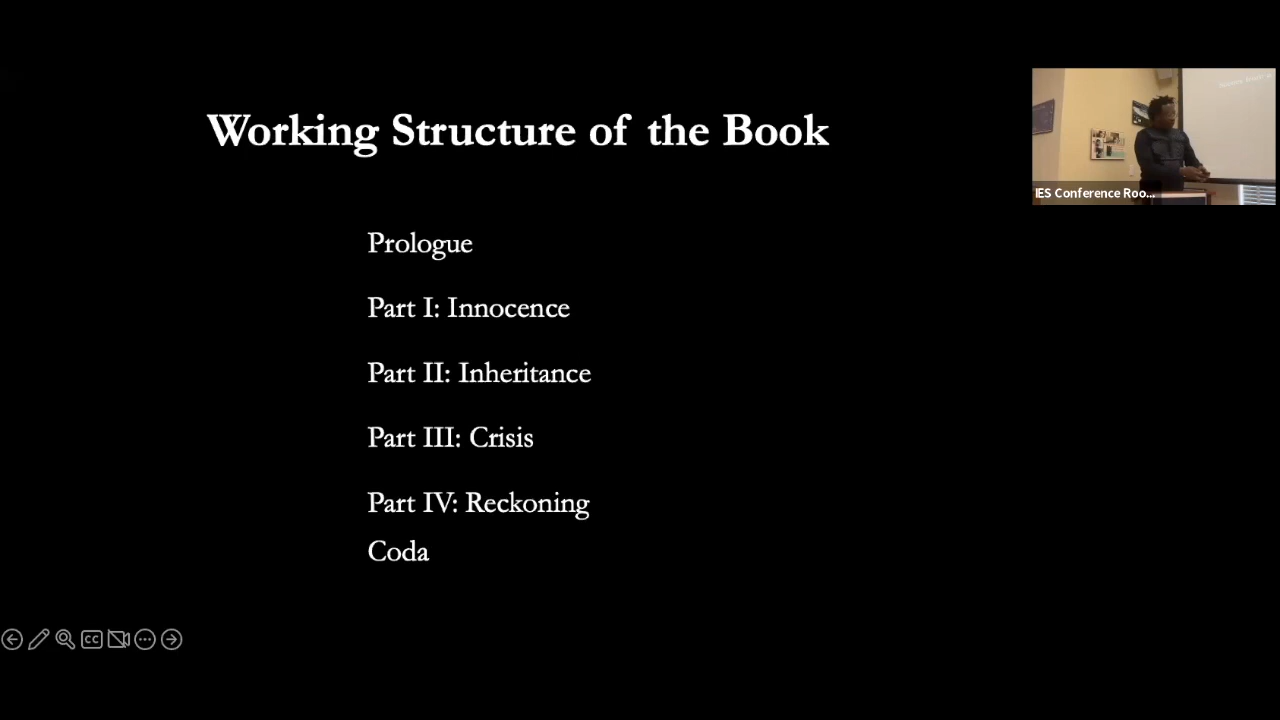 Working Structure of the Book
IES Conference Roo...
Prologue
Part I: Innocence
Part II: Inheritance
Part III: Crisis
Part IV: Reckoning
Coda
CC